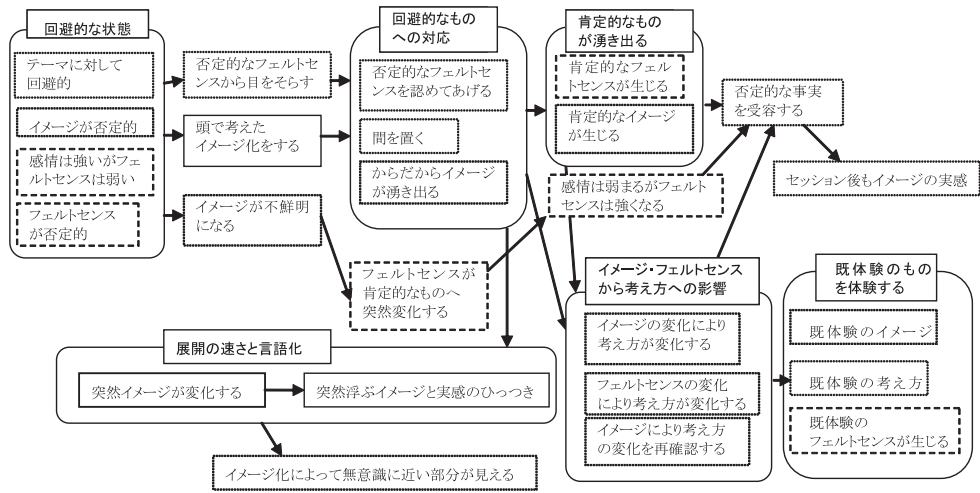 回避的な状態
テーマに対して
回避的
イメージが否定的
感情は強いがフェ
ルトセンスは弱い
フェルトセンス
が否定的
否定的なフェルトセ
ンスから目をそらす
頭で考えた
イメージ化をする
イメージが不鮮明
になる
回避的なもの
への対応
否定的なフェルトセ
ンスを認めてあげる
間を置く
からだからイメージ
が湧き出る
フェルトセンスが
肯定的なものへ
突然変化する
肯定的なもの
が湧き出る
肯定的なフェル
トセンスが生じる
肯定的なイメージ
が生じる
感情は弱まるがフェルト
センスは強くなる
否定的な事実
を受容する
セッション後もイメージの実感
展開の速さと言語化
突然イメージが変化する
突然浮ぶイメージと実感のひっつき
イメージ化によって無意識に近い部分が見える
イメージ・フェルトセンス
から考え方への影響
イメージの変化により
考え方が変化する
フェルトセンスの変化
により考え方が変化する
イメージにより考え方
の変化を再確認する
既体験のもの
を体験する
既体験のイメージ
既体験の考え方
既体験の
フェルトセンスが生じる